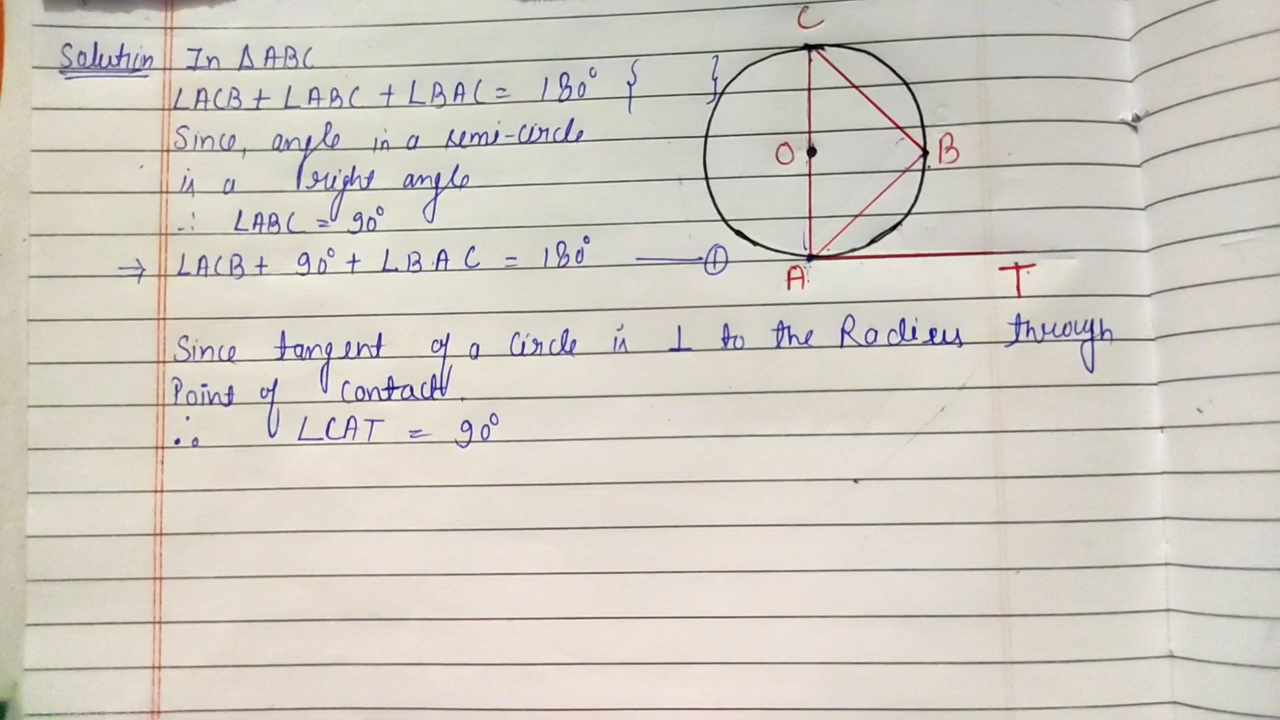 Solution In ΔABC
∠ACB + ∠ABC + ∠BAC = 180° { }
Since, angle in a semi-circle
is a right angle
∴ ∠ABC = 90°
⇒ ∠ACB + 90° + ∠BAC = 180° —— ①
Since tangent of a circle is ⊥ to the Radius through
Point of contact.
∴ ∠CAT = 90°
C
O
B
A
T